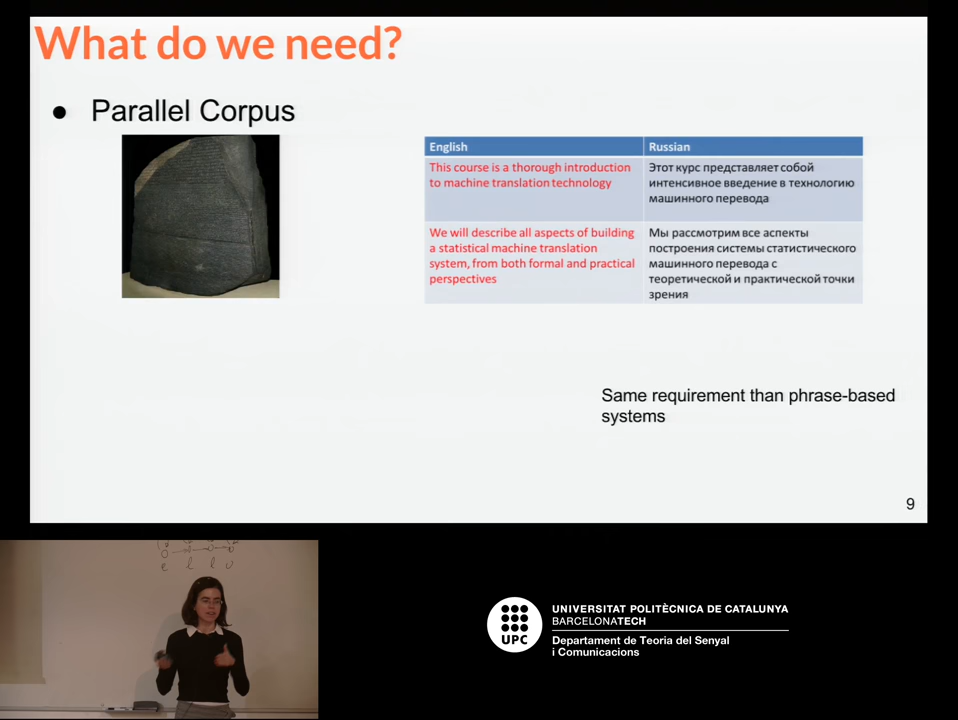 What do we need?
● Parallel Corpus
English Russian
This course is a thorough introduction
to machine translation technology
Этот курс представляет собой
интенсивное введение в технологию
машинного перевода
We will describe all aspects of building
a statistical machine translation
system, from both formal and practical
perspectives
Мы рассмотрим все аспекты
построения системы статистического
машинного перевода с
теоретической и практической точки
зрения
Same requirement than phrase-based
systems
9
e l l o
UPC
UNIVERSITAT POLITÈCNICA DE CATALUNYA
BARCELONATECH
Departament de Teoria del Senyal
i Comunicacions